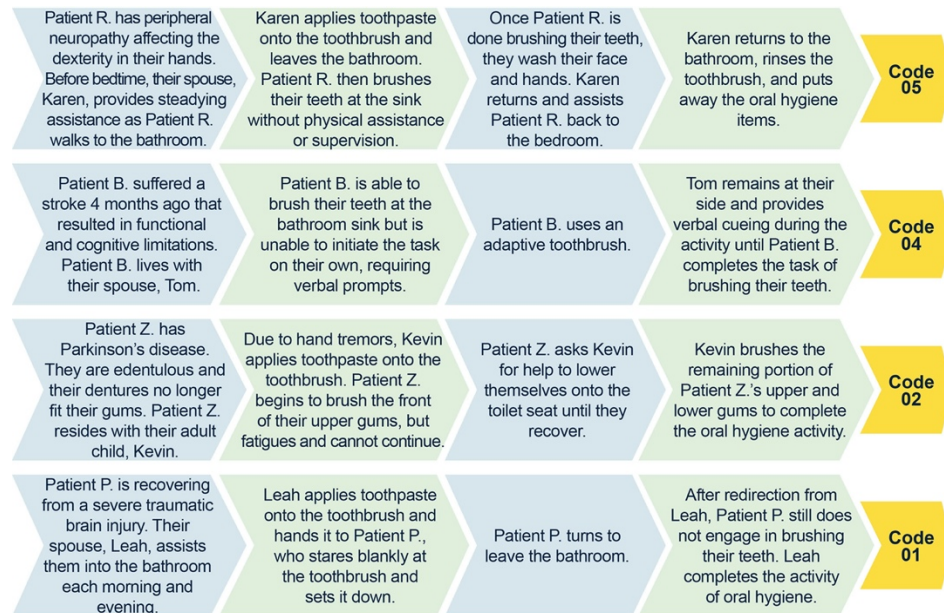 Patient R. has peripheral
neuropathy affecting the
dexterity in their hands.
Before bedtime, their spouse,
Karen, provides steadying
assistance as Patient R.
walks to the bathroom.
Karen applies toothpaste
onto the toothbrush and
leaves the bathroom.
Patient R. then brushes
their teeth at the sink
without physical assistance
or supervision.
Once Patient R. is
done brushing their teeth,
they wash their face
and hands. Karen
returns and assists
Patient R. back to
the bedroom.
Karen returns to the
bathroom, rinses the
toothbrush, and puts
away the oral hygiene
items.
Code
05
Patient B. suffered a
stroke 4 months ago that
resulted in functional
and cognitive limitations.
Patient B. lives with
their spouse, Tom.
Patient B. is able to
brush their teeth at the
bathroom sink but is
unable to initiate the task
on their own, requiring
verbal prompts.
Patient B. uses an
adaptive toothbrush.
Tom remains at their
side and provides
verbal cueing during the
activity until Patient B.
completes the task of
brushing their teeth.
Code
04
Patient Z. has
Parkinson's disease.
They are edentulous and
their dentures no longer
fit their gums. Patient Z.
resides with their adult
child, Kevin.
Due to hand tremors, Kevin
applies toothpaste onto the
toothbrush. Patient Z.
begins to brush the front
of their upper gums, but
fatigues and cannot continue.
Patient Z. asks Kevin
for help to lower
themselves onto the
toilet seat until they
recover.
Kevin brushes the
remaining portion of
Patient Z.'s upper and
lower gums to complete
the oral hygiene activity.
Code
02
Patient P. is recovering
from a severe traumatic
brain injury. Their
spouse, Leah, assists
them into the bathroom
each morning and
evening.
Leah applies toothpaste
onto the toothbrush and
hands it to Patient P.,
who stares blankly at
the toothbrush and
sets it down.
Patient P. turns to
leave the bathroom.
After redirection from
Leah, Patient P. still does
not engage in brushing
their teeth. Leah
completes the activity
of oral hygiene.
Code
01